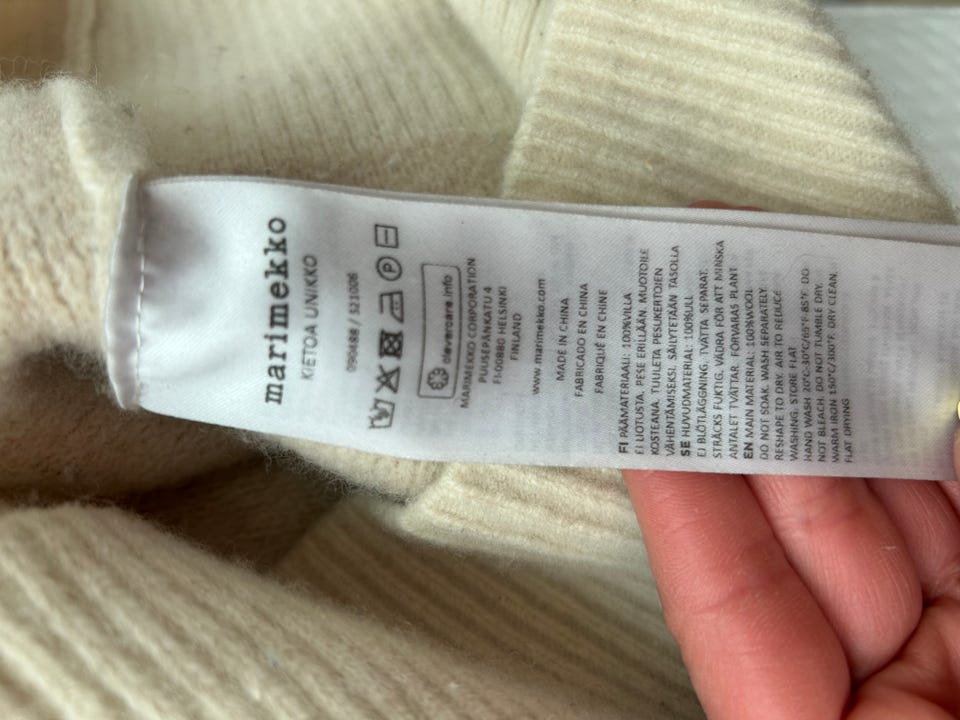 marimekko
KIETOA UNIKKO
090688 / S21006
P
clevercare.info
MARIMEKKO CORPORATION
PUUSEPÄNKATU 4
FI-00880 HELSINKI
FINLAND
www.marimekko.com
MADE IN CHINA
FABRICADO EN CHINA
FABRIQUÉ EN CHINE
FI PÄÄMATERIAALI: 100%VILLA
EI LIOTUSTA. PESE ERILLÄÄN. MUOTOILE
KOSTEANA. TUULETA PESUKERTOJEN
VÄHENTÄMISEKSI. SÄILYTETÄÄN TASOLLA
SE HUVUDMATERIAL: 100%ULL
EJ BLÖTLÄGGNING. TVÄTTA SEPARAT.
STRÄCKS FUKTIG. VÄDRA FÖR ATT MINSKA
ANTALET TVÄTTAR. FÖRVARAS PLANT
EN MAIN MATERIAL: 100%WOOL
DO NOT SOAK. WASH SEPARATELY.
RESHAPE TO DRY. AIR TO REDUCE
WASHING. STORE FLAT
HAND WASH 20°C-30°C/65°F-85°F. DO
NOT BLEACH. DO NOT TUMBLE DRY.
WARM IRON 150°C/300°F. DRY CLEAN.
FLAT DRYING